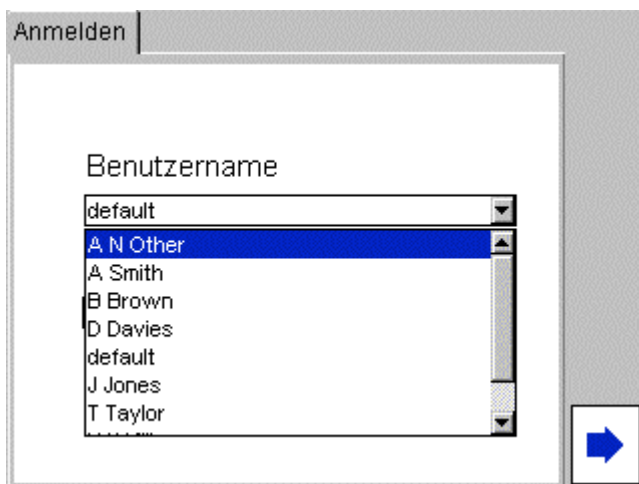 Anmelden
Benutzername
default
A N Other
A Smith
B Brown
D Davies
default
J Jones
T Taylor